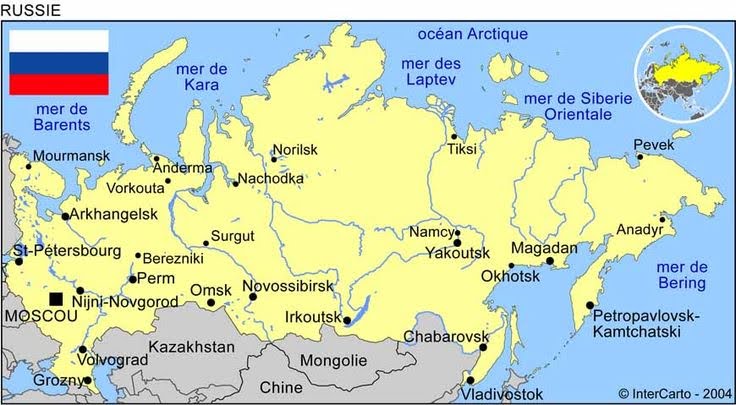 RUSSIE
océan Arctique
mer de
Kara
mer des
Laptev
mer de
Barents
mer de Siberie
Orientale
Mourmansk
Anderma
Norilsk
Tiksi
Pevek
Vorkouta
Nachodka
Arkhangelsk
Surgut
Namcy
Yakoutsk
Magadan
Anadyr
St-Pétersbourg
Berezniki
Perm
Okhotsk
mer de
Bering
Omsk
Novossibirsk
Nijni-Novgorod
MOSCOU
Irkoutsk
Petropavlovsk-
Kamtchatski
Chabarovsk
Kazakhstan
Mongolie
Volvograd
Grozny
Chine
Vladivostok
© InterCarto - 2004